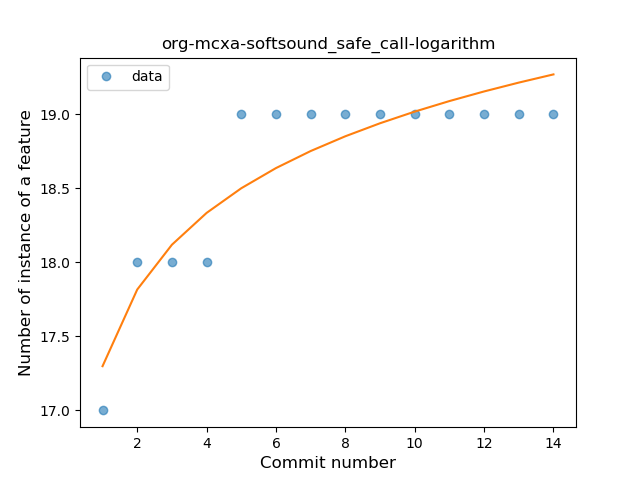 org-mcxa-softsound_safe_call-logarithm
data
Number of instance of a feature
19.0
18.5
18.0
17.5
17.0
2 4 6 8 10 12 14
Commit number